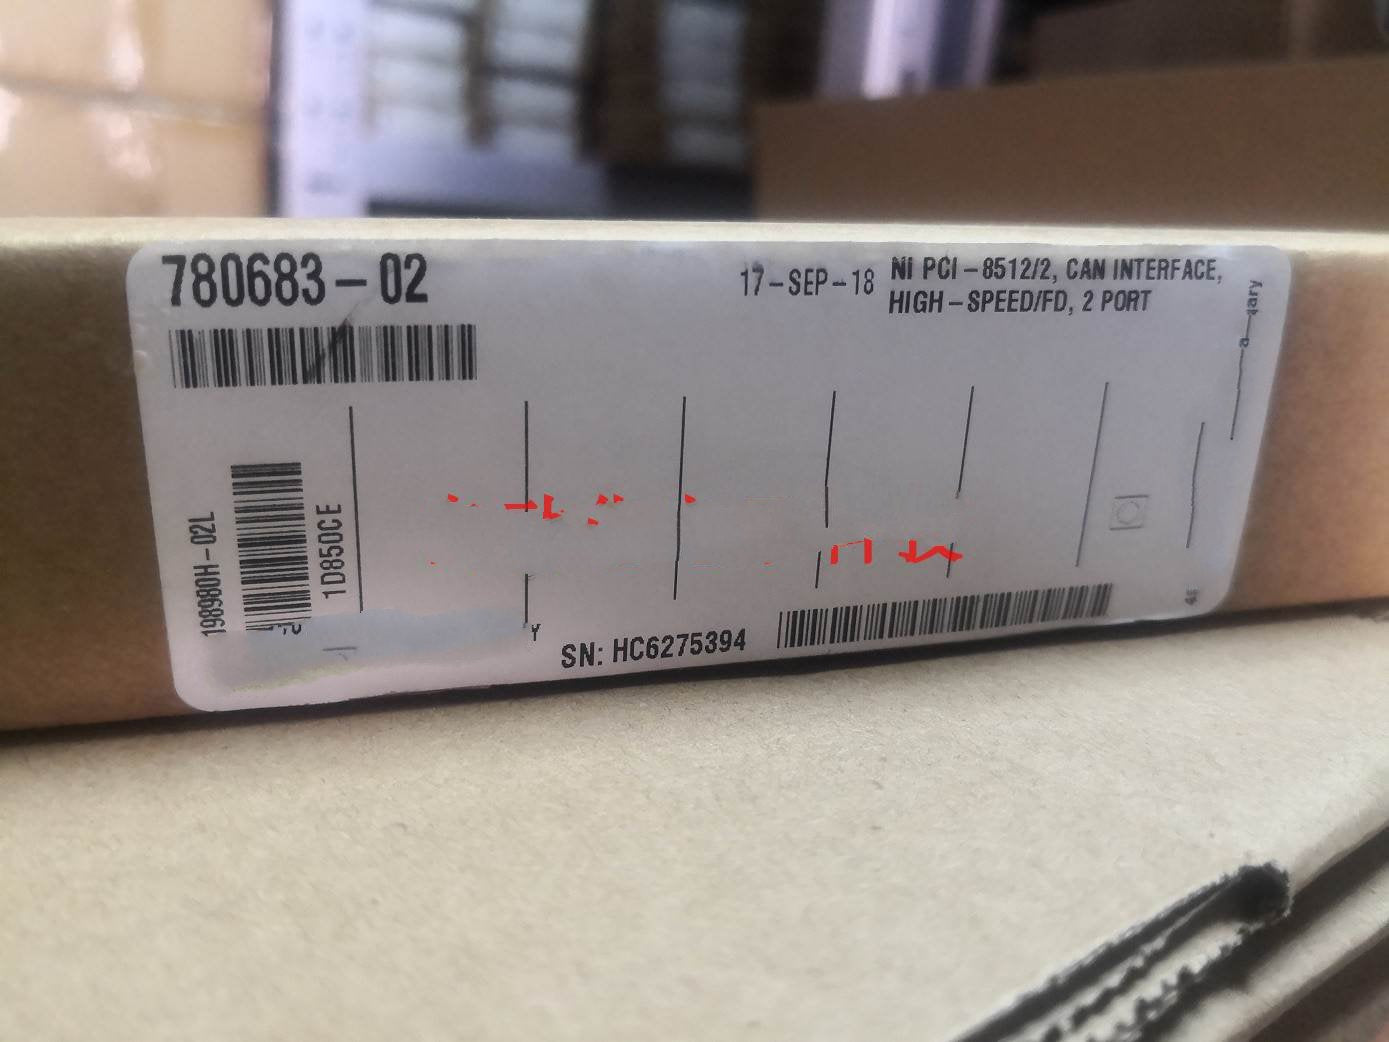 780683-02
17-SEP-18
NI PCI-8512/2, CAN INTERFACE,
HIGH-SPEED/FD, 2 PORT
198980H-02L
1D850CE
Y
SN: HC6275394